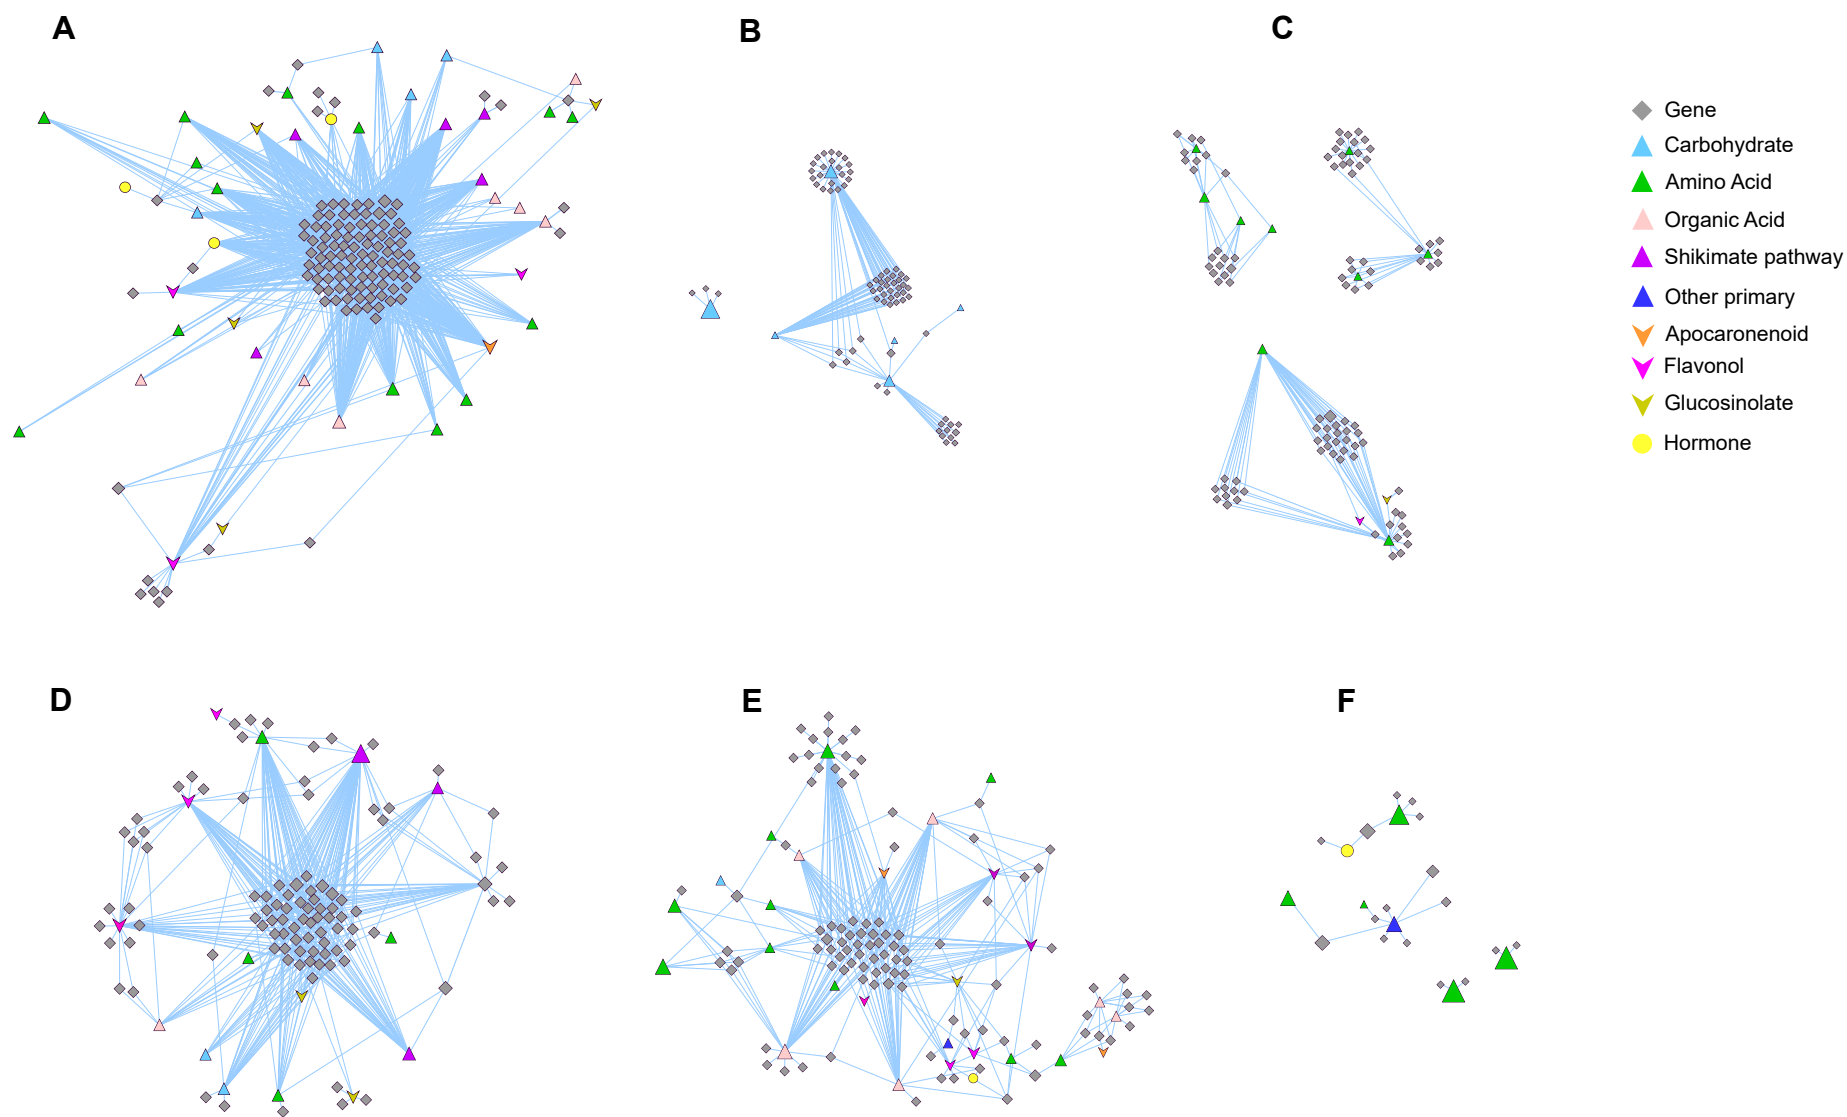 A
B
C
Gene
Carbohydrate
Amino Acid
Organic Acid
Shikimate pathway
Other primary
Apocaronenoid
Flavonol
Glucosinolate
Hormone
D
E
F